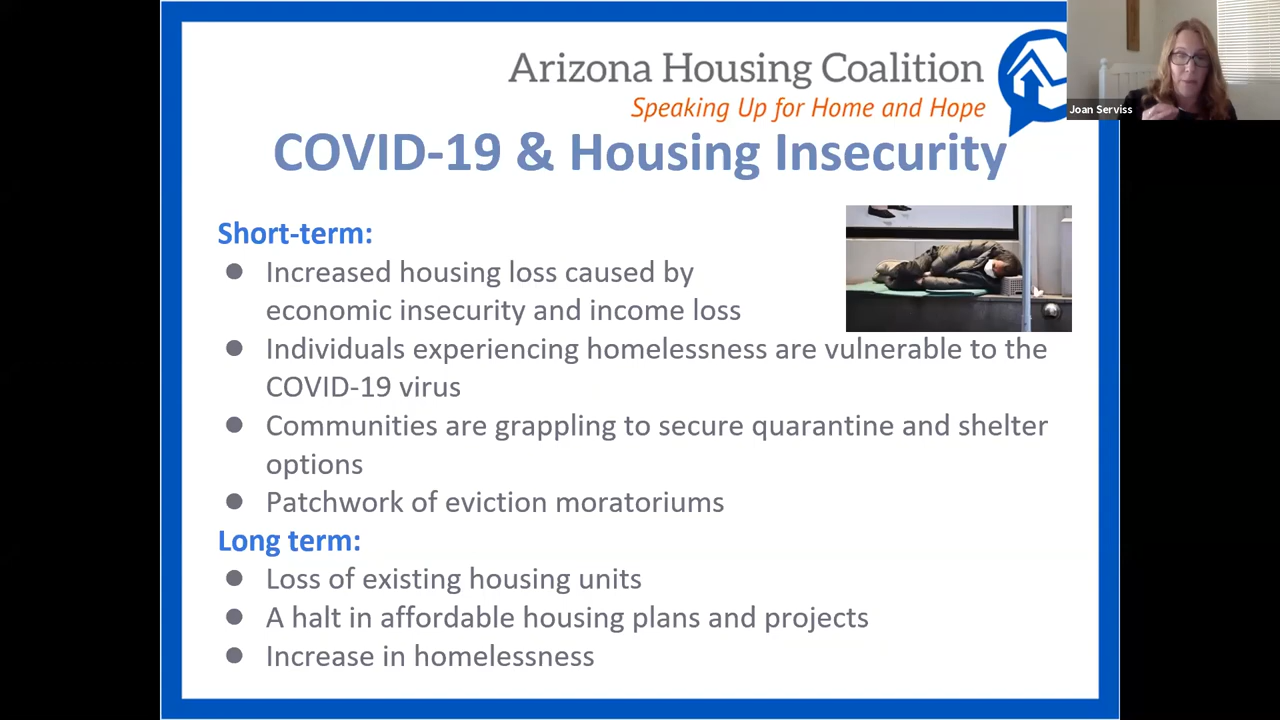 Arizona Housing Coalition
Speaking Up for Home and Hope
Joan Serviss
COVID-19 & Housing Insecurity
Short-term:
● Increased housing loss caused by
economic insecurity and income loss
● Individuals experiencing homelessness are vulnerable to the
COVID-19 virus
● Communities are grappling to secure quarantine and shelter
options
● Patchwork of eviction moratoriums
Long term:
● Loss of existing housing units
● A halt in affordable housing plans and projects
● Increase in homelessness